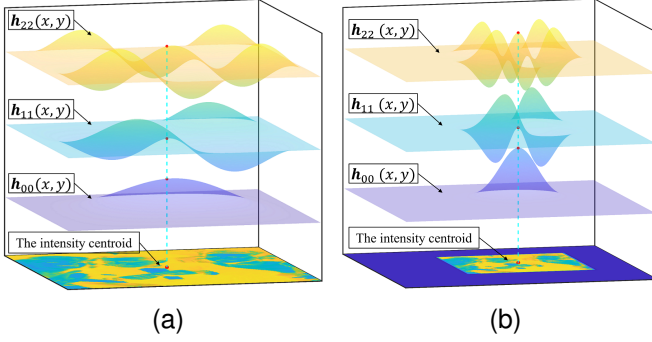 h₂₂(x, y)
h₁₁(x, y)
h₀₀(x, y)
The intensity centroid
(a)
h₂₂ (x, y)
h₁₁ (x, y)
h₀₀ (x, y)
The intensity centroid
(b)